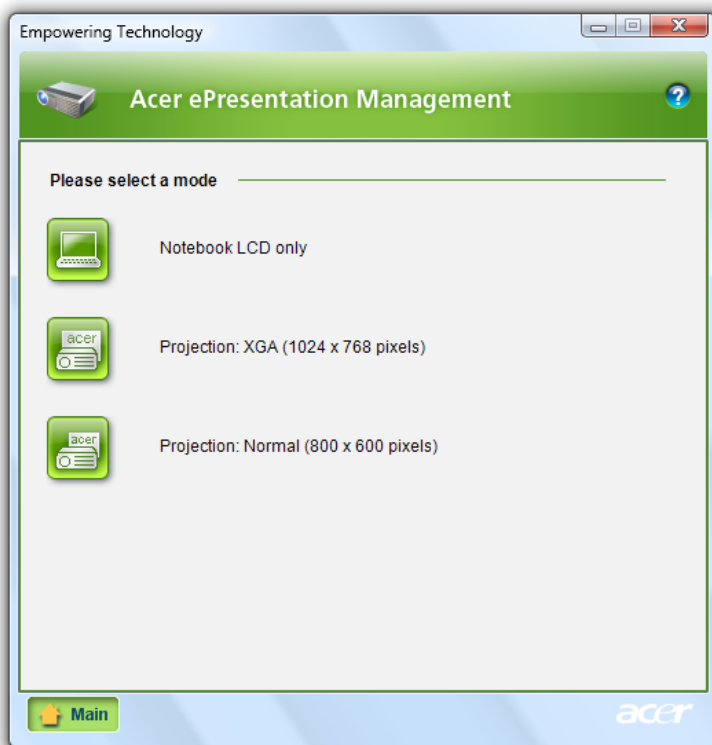 Empowering Technology
Acer ePresentation Management
?
Please select a mode
Notebook LCD only
acer
Projection: XGA (1024 x 768 pixels)
acer
Projection: Normal (800 x 600 pixels)
Main
acer